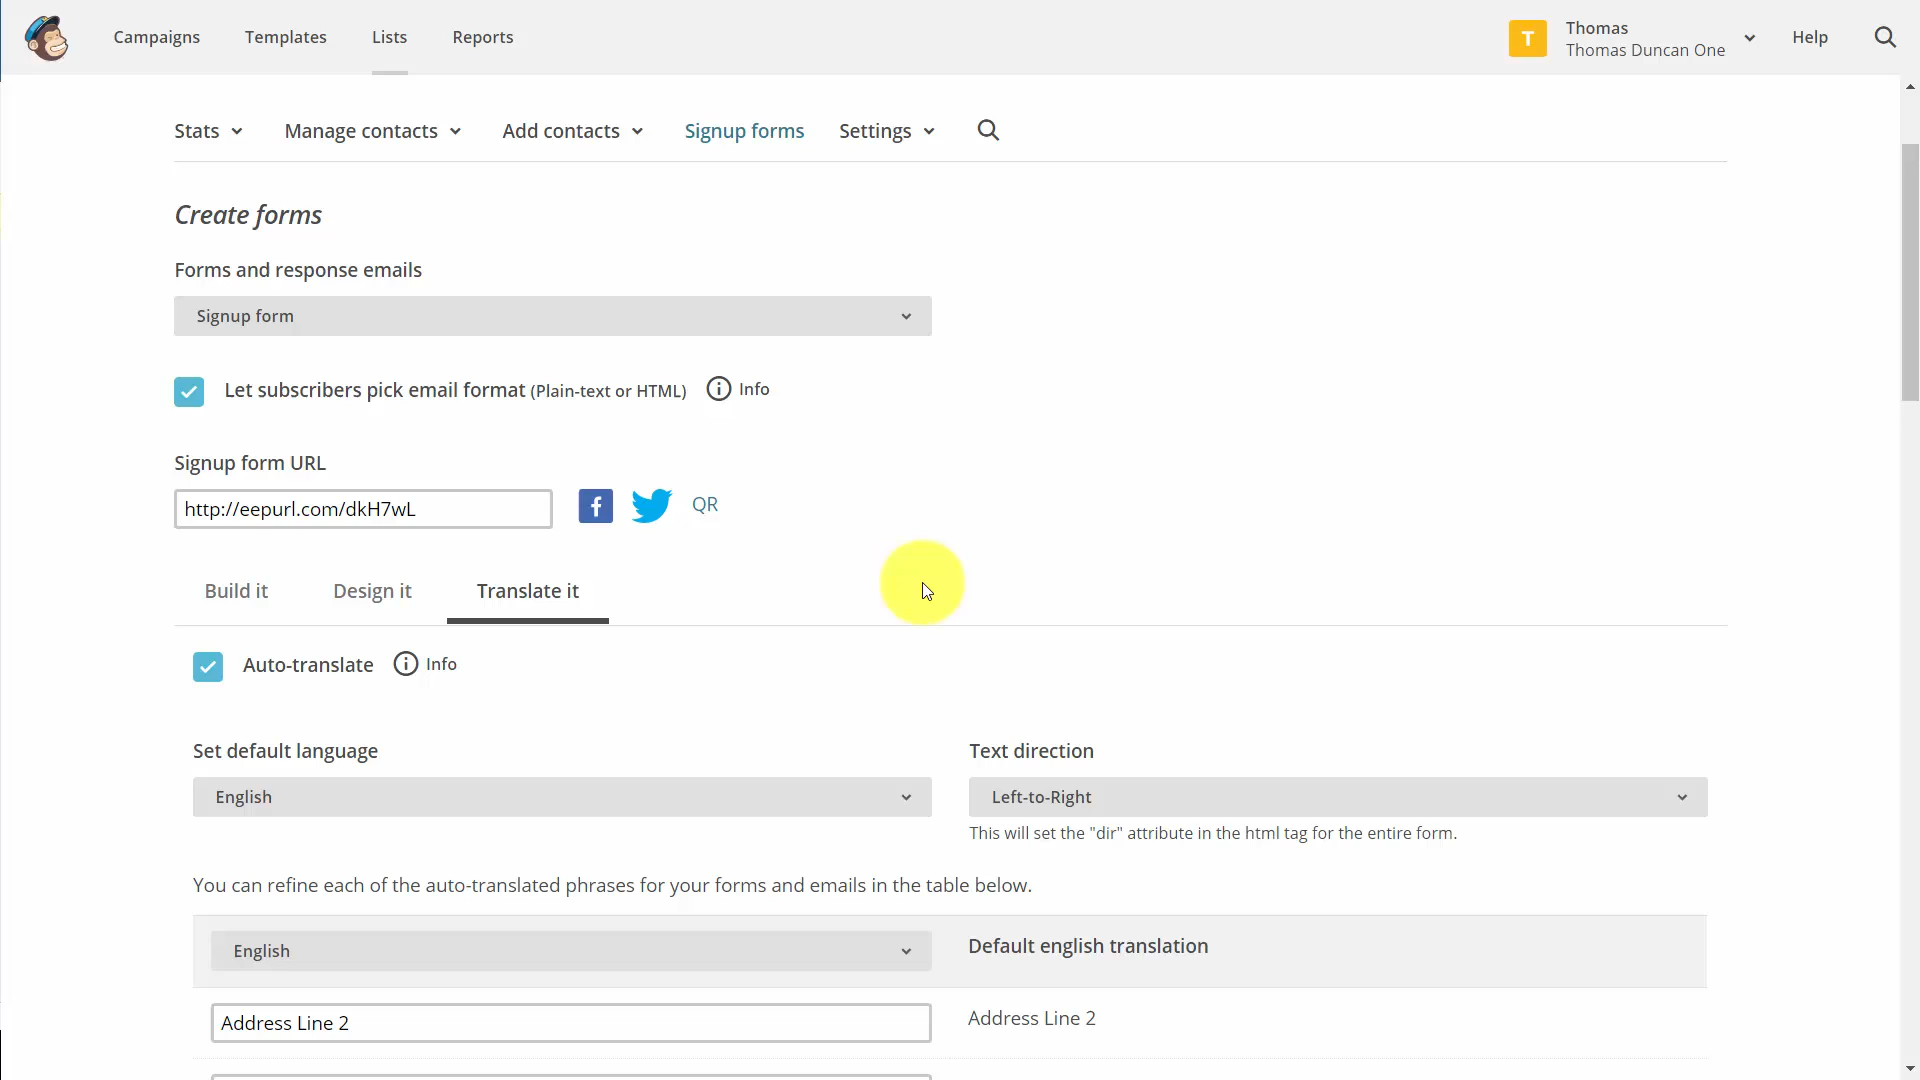 Campaigns Templates Lists Reports
T Thomas
Thomas Duncan One
Help
Stats Manage contacts Add contacts Signup forms Settings
Create forms
Forms and response emails
Signup form
Let subscribers pick email format (Plain-text or HTML) Info
Signup form URL
http://eepurl.com/dkH7wL f QR
Build it Design it Translate it
Auto-translate Info
Set default language
English
Text direction
Left-to-Right
This will set the "dir" attribute in the html tag for the entire form.
You can refine each of the auto-translated phrases for your forms and emails in the table below.
English Default english translation
Address Line 2 Address Line 2